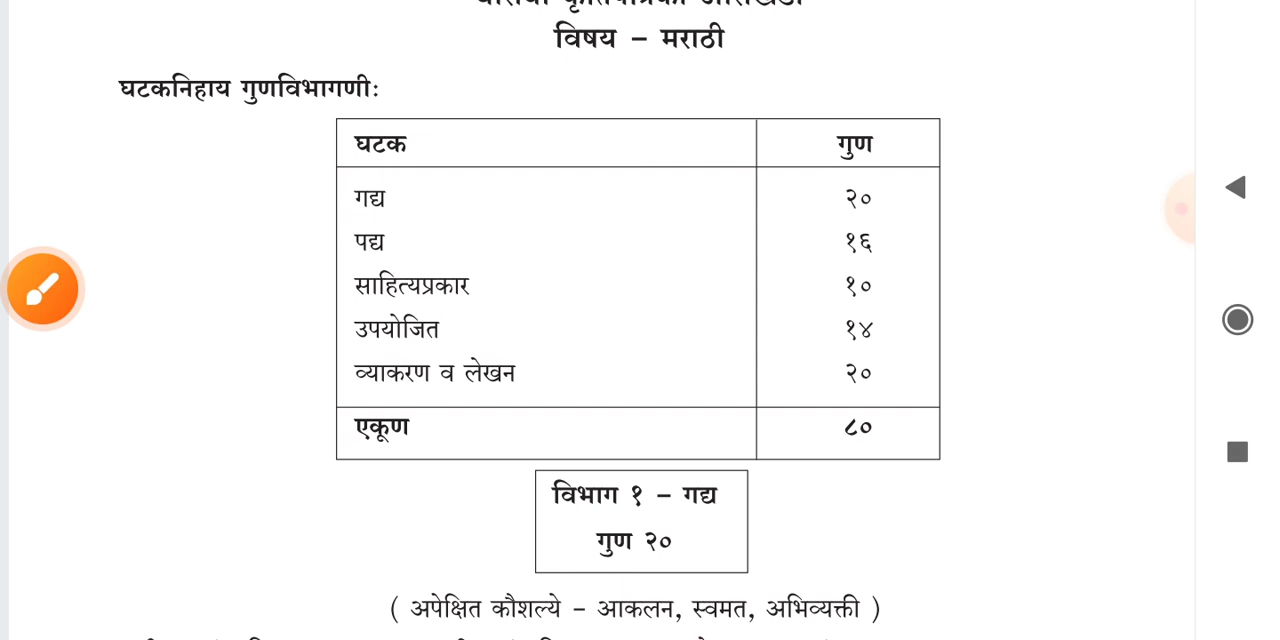 विषय – मराठी
घटकनिहाय गुणविभागणीः
घटक गुण
गद्य २०
पद्य १६
साहित्यप्रकार १०
उपयोजित १४
व्याकरण व लेखन २०
एकूण ८०
विभाग १ – गद्य
गुण २०
( अपेक्षित कौशल्ये – आकलन, स्वमत, अभिव्यक्ती )